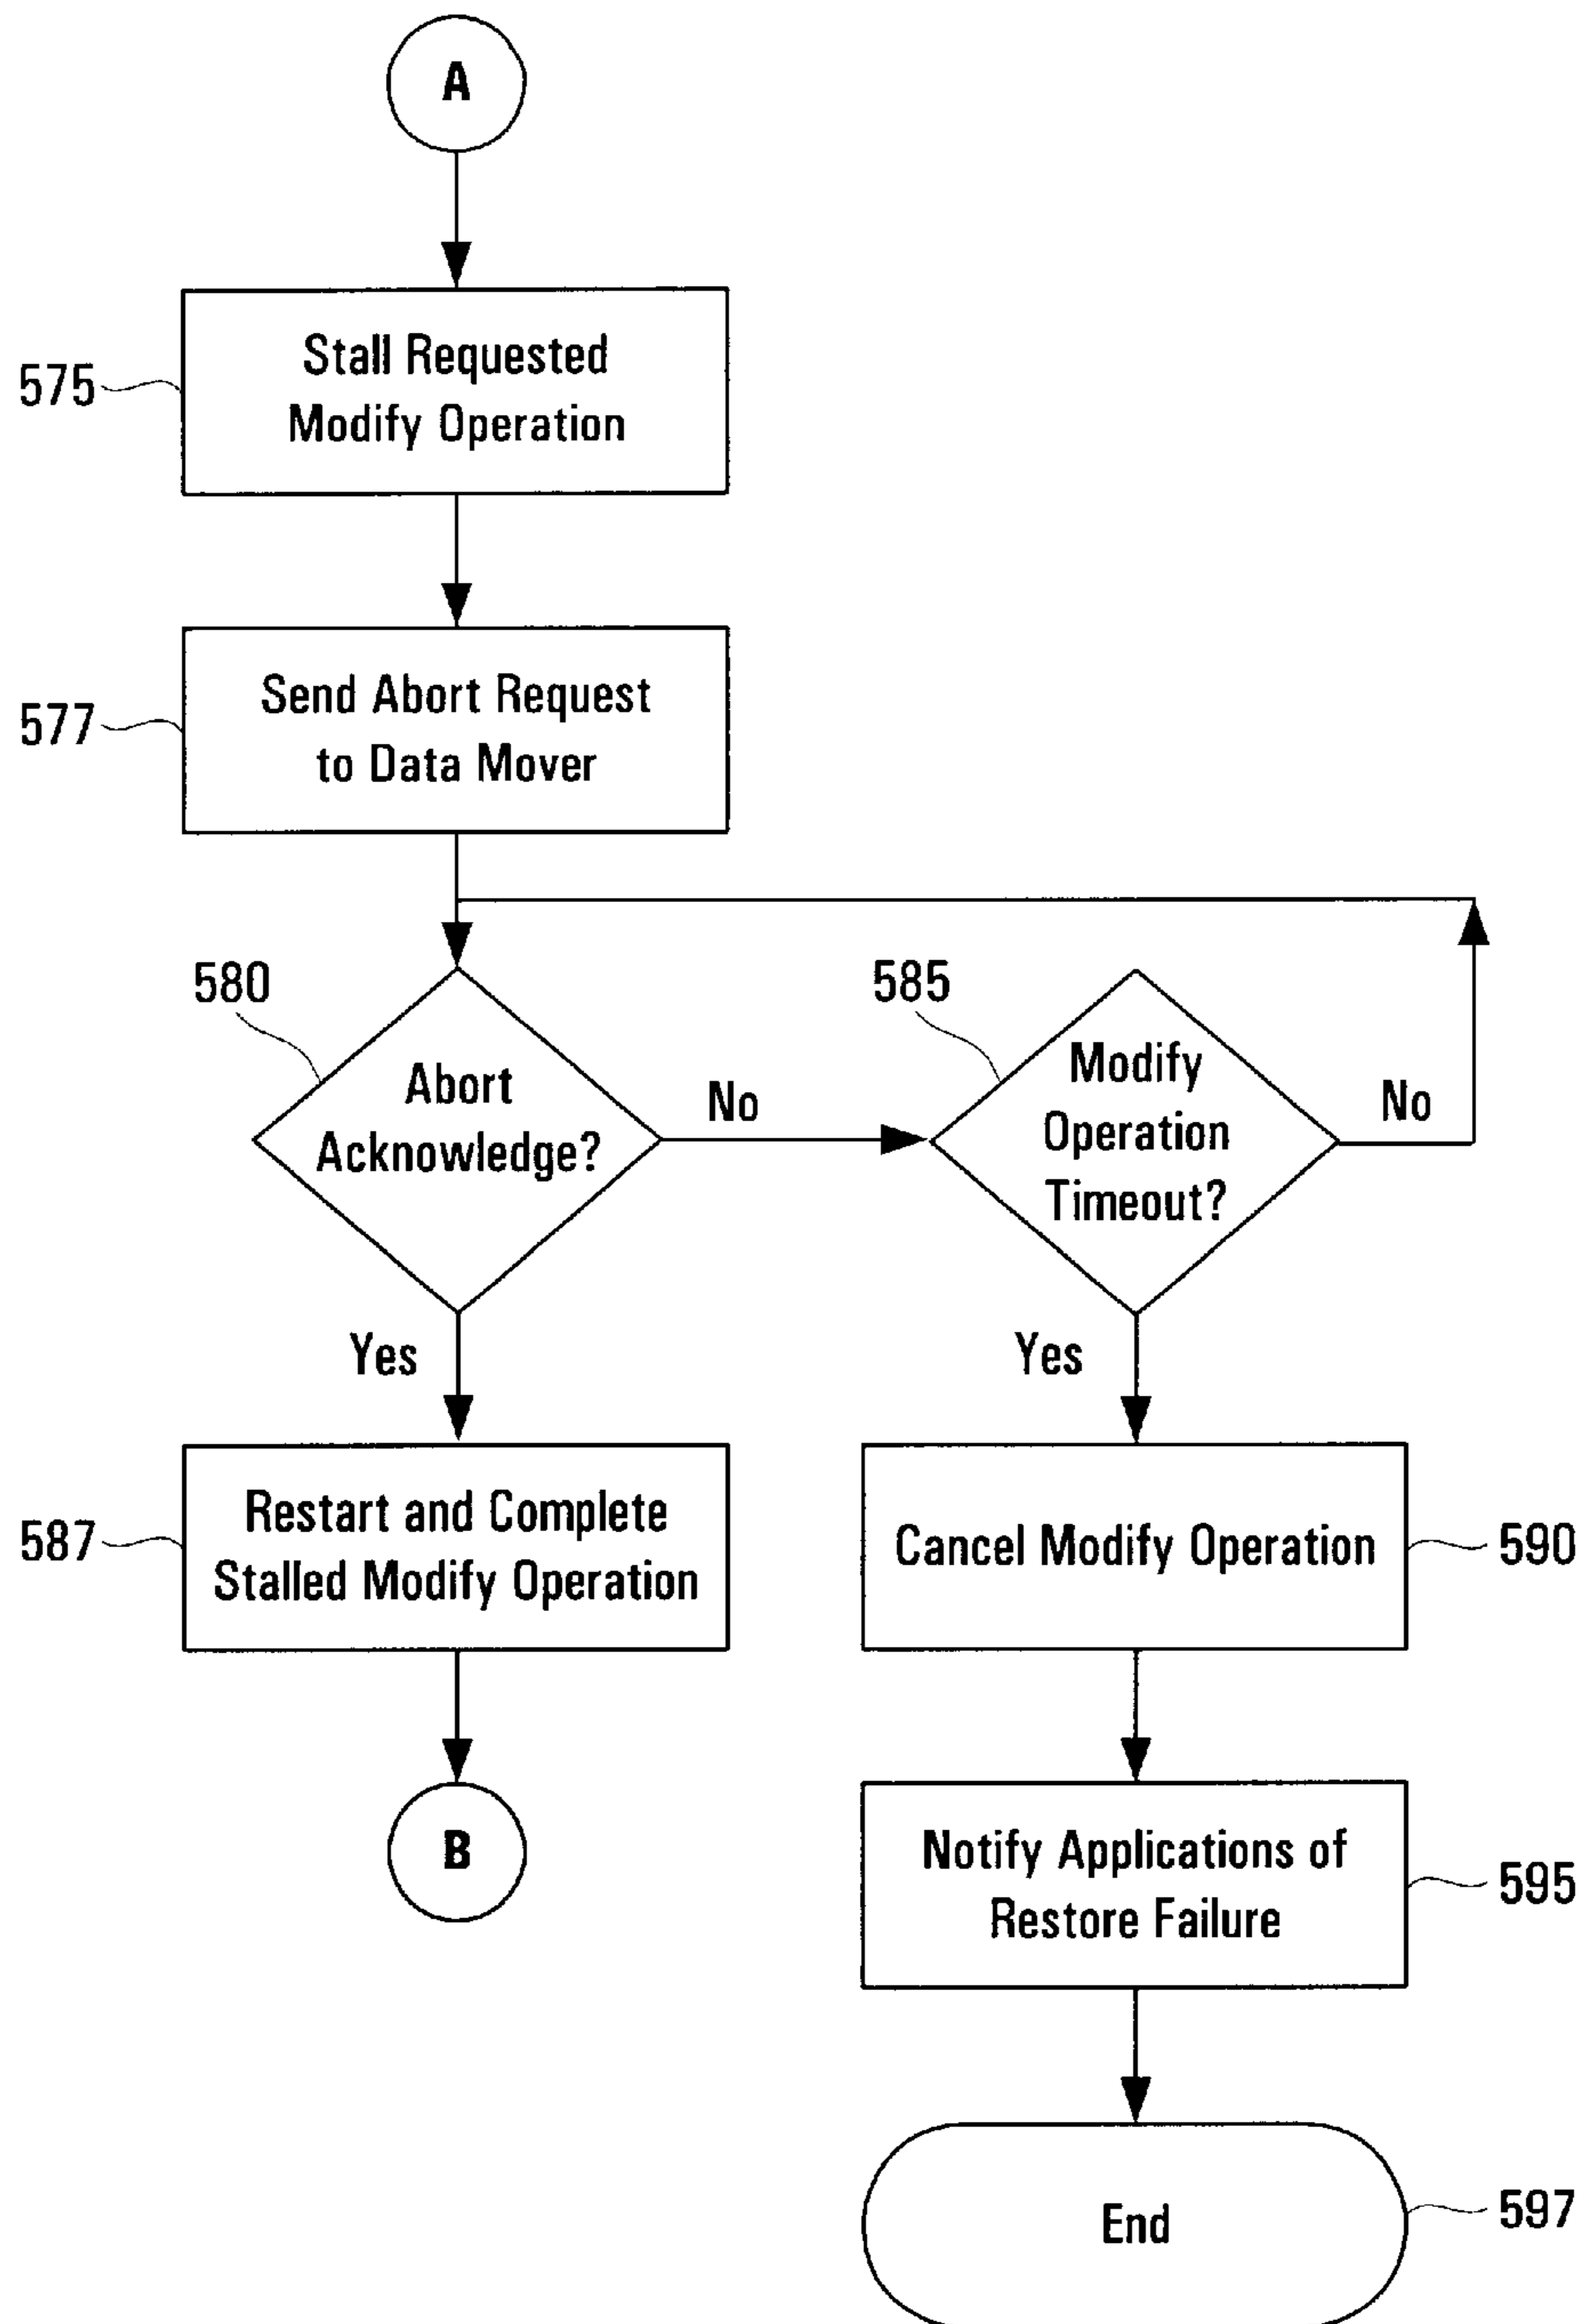 A
575
Stall Requested
Modify Operation
577
Send Abort Request
to Data Mover
580
Abort
Acknowledge?
No
585
Modify
Operation
Timeout?
No
Yes
Yes
587
Restart and Complete
Stalled Modify Operation
Cancel Modify Operation
590
B
Notify Applications of
Restore Failure
595
End
597